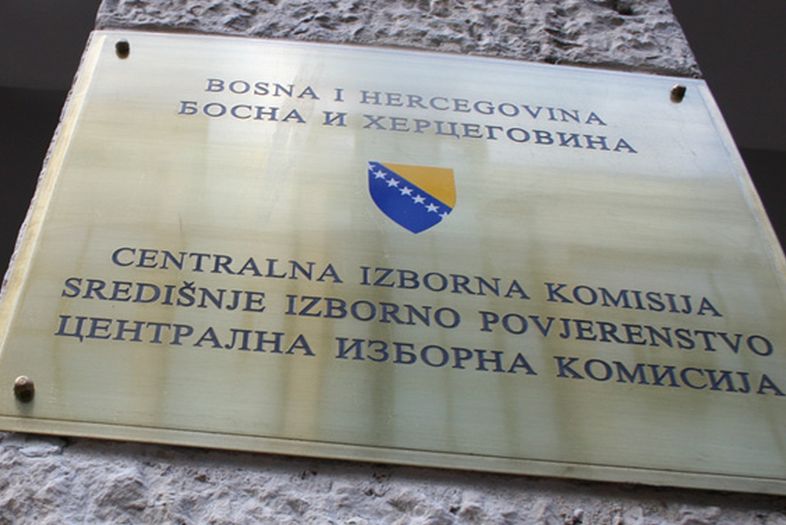 BOSNA I HERCEGOVINA
БОСНА И ХЕРЦЕГОВИНА
CENTRALNA IZBORNA KOMISIJA
SREDIŠNJE IZBORNO POVJERENSTVO
ЦЕНТРАЛНА ИЗБОРНА КОМИСИЈА